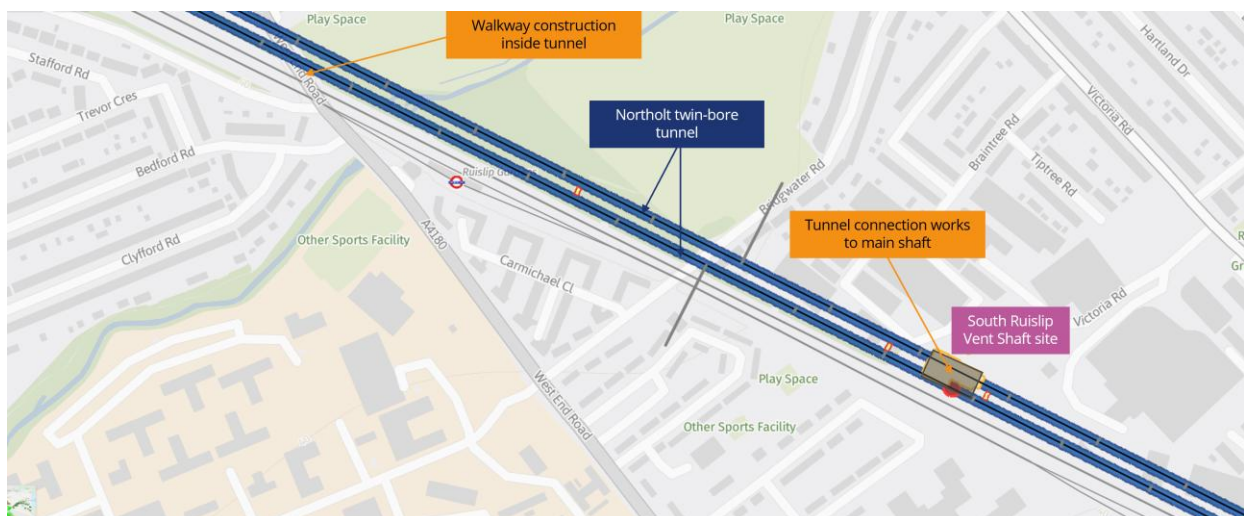 Play Space
Walkway construction
inside tunnel
Play Space
Hartland Dr
Stafford Rd
End Road
Victoria Rd
Trevor Cres
Northolt twin-bore
tunnel
Braintree Rd
Tiptree Rd
Bedford Rd
Ruislip
Bridgwater Rd
A4180
Tunnel connection works
to main shaft
Other Sports Facility
Clyfford Rd
Carmichael Cl
Victoria Rd
South Ruislip
Vent Shaft site
West End Road
Play Space
Other Sports Facility